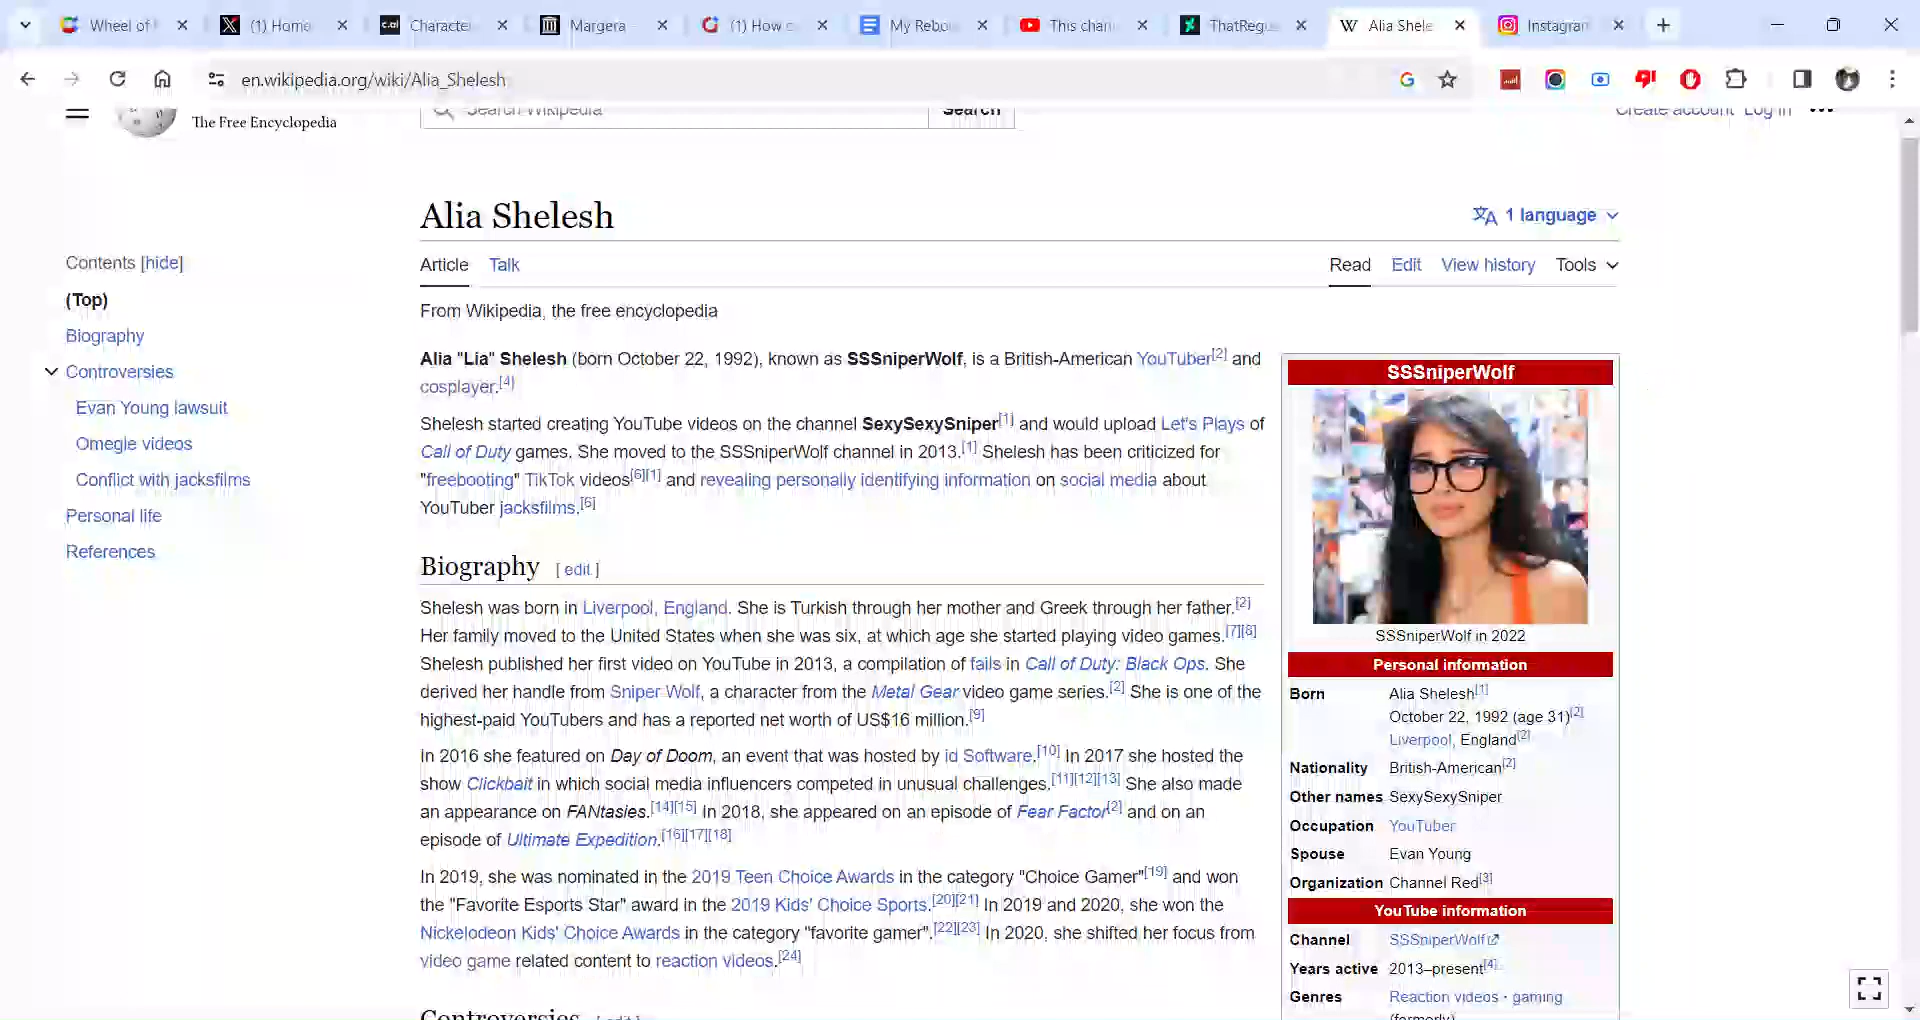 Wheel of
(1) Home
Character
Margera
(1) How c
My Rebo
This chan
ThatRegu
Alia Shele
Instagram
en.wikipedia.org/wiki/Alia_Shelesh
The Free Encyclopedia
Search Wikipedia
Search
Create account Log in
Alia Shelesh
1 language
Contents [hide]
(Top)
Biography
Controversies
Evan Young lawsuit
Omegle videos
Conflict with jacksfilms
Personal life
References
Article Talk
Read Edit View history Tools
From Wikipedia, the free encyclopedia
Alia "Lia" Shelesh (born October 22, 1992), known as SSSniperWolf, is a British-American YouTuber[2] and
cosplayer.[4]
Shelesh started creating YouTube videos on the channel SexySexySniper[1] and would upload Let's Plays of
Call of Duty games. She moved to the SSSniperWolf channel in 2013.[1] Shelesh has been criticized for
"freebooting" TikTok videos[6][1] and revealing personally identifying information on social media about
YouTuber jacksfilms.[6]
Biography [ edit ]
Shelesh was born in Liverpool, England. She is Turkish through her mother and Greek through her father.[2]
Her family moved to the United States when she was six, at which age she started playing video games.[7][8]
Shelesh published her first video on YouTube in 2013, a compilation of fails in Call of Duty: Black Ops. She
derived her handle from Sniper Wolf, a character from the Metal Gear video game series.[2] She is one of the
highest-paid YouTubers and has a reported net worth of US$16 million.[9]
In 2016 she featured on Day of Doom, an event that was hosted by id Software.[10] In 2017 she hosted the
show Clickbait in which social media influencers competed in unusual challenges.[11][12][13] She also made
an appearance on FANtasies.[14][15] In 2018, she appeared on an episode of Fear Factor[2] and on an
episode of Ultimate Expedition.[16][17][18]
In 2019, she was nominated in the 2019 Teen Choice Awards in the category "Choice Gamer"[19] and won
the "Favorite Esports Star" award in the 2019 Kids' Choice Sports.[20][21] In 2019 and 2020, she won the
Nickelodeon Kids' Choice Awards in the category "favorite gamer".[22][23] In 2020, she shifted her focus from
video game related content to reaction videos.[24]
Controversies [ edit ]
SSSniperWolf
SSSniperWolf in 2022
Personal information
Born Alia Shelesh[1]
October 22, 1992 (age 31)[2]
Liverpool, England[2]
Nationality British-American[2]
Other names SexySexySniper
Occupation YouTuber
Spouse Evan Young
Organization Channel Red[3]
YouTube information
Channel SSSniperWolf
Years active 2013–present[4]
Genres Reaction videos · gaming
(formerly)